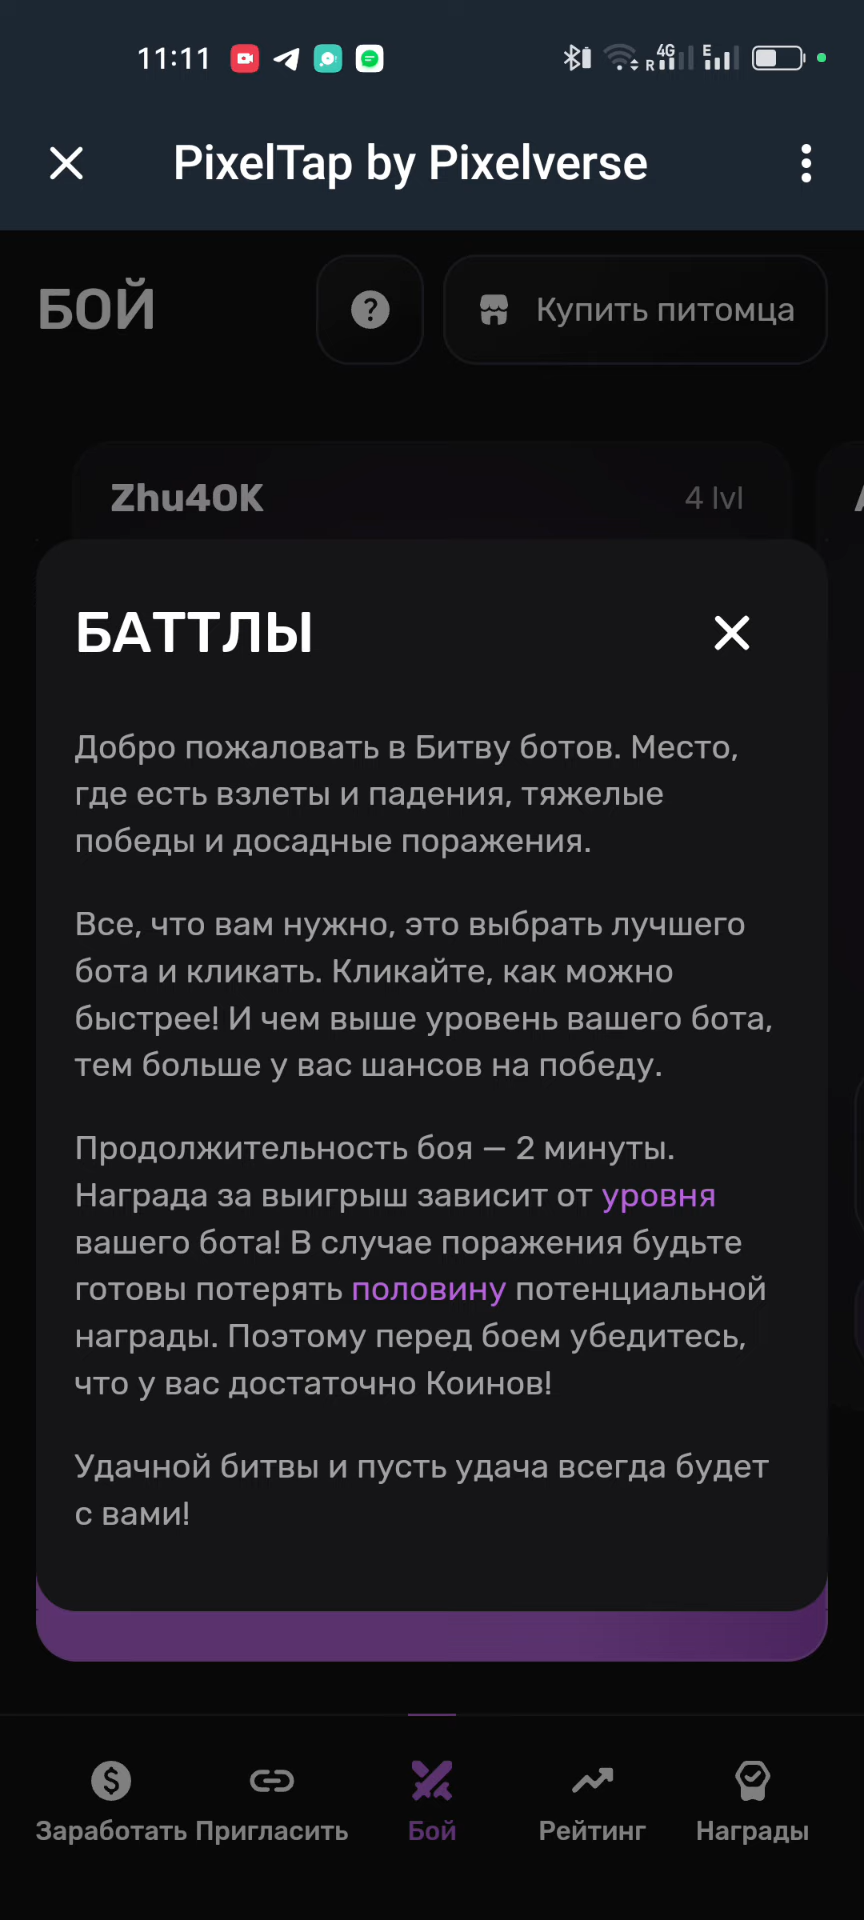 11:11
4G
R
E
PixelTap by Pixelverse
БОЙ
?
Купить питомца
Zhu4OK
4 lvl
БАТТЛЫ
Добро пожаловать в Битву ботов. Место,
где есть взлеты и падения, тяжелые
победы и досадные поражения.
Все, что вам нужно, это выбрать лучшего
бота и кликать. Кликайте, как можно
быстрее! И чем выше уровень вашего бота,
тем больше у вас шансов на победу.
Продолжительность боя — 2 минуты.
Награда за выигрыш зависит от уровня
вашего бота! В случае поражения будьте
готовы потерять половину потенциальной
награды. Поэтому перед боем убедитесь,
что у вас достаточно Коинов!
Удачной битвы и пусть удача всегда будет
с вами!
Заработать Пригласить Бой Рейтинг Награды